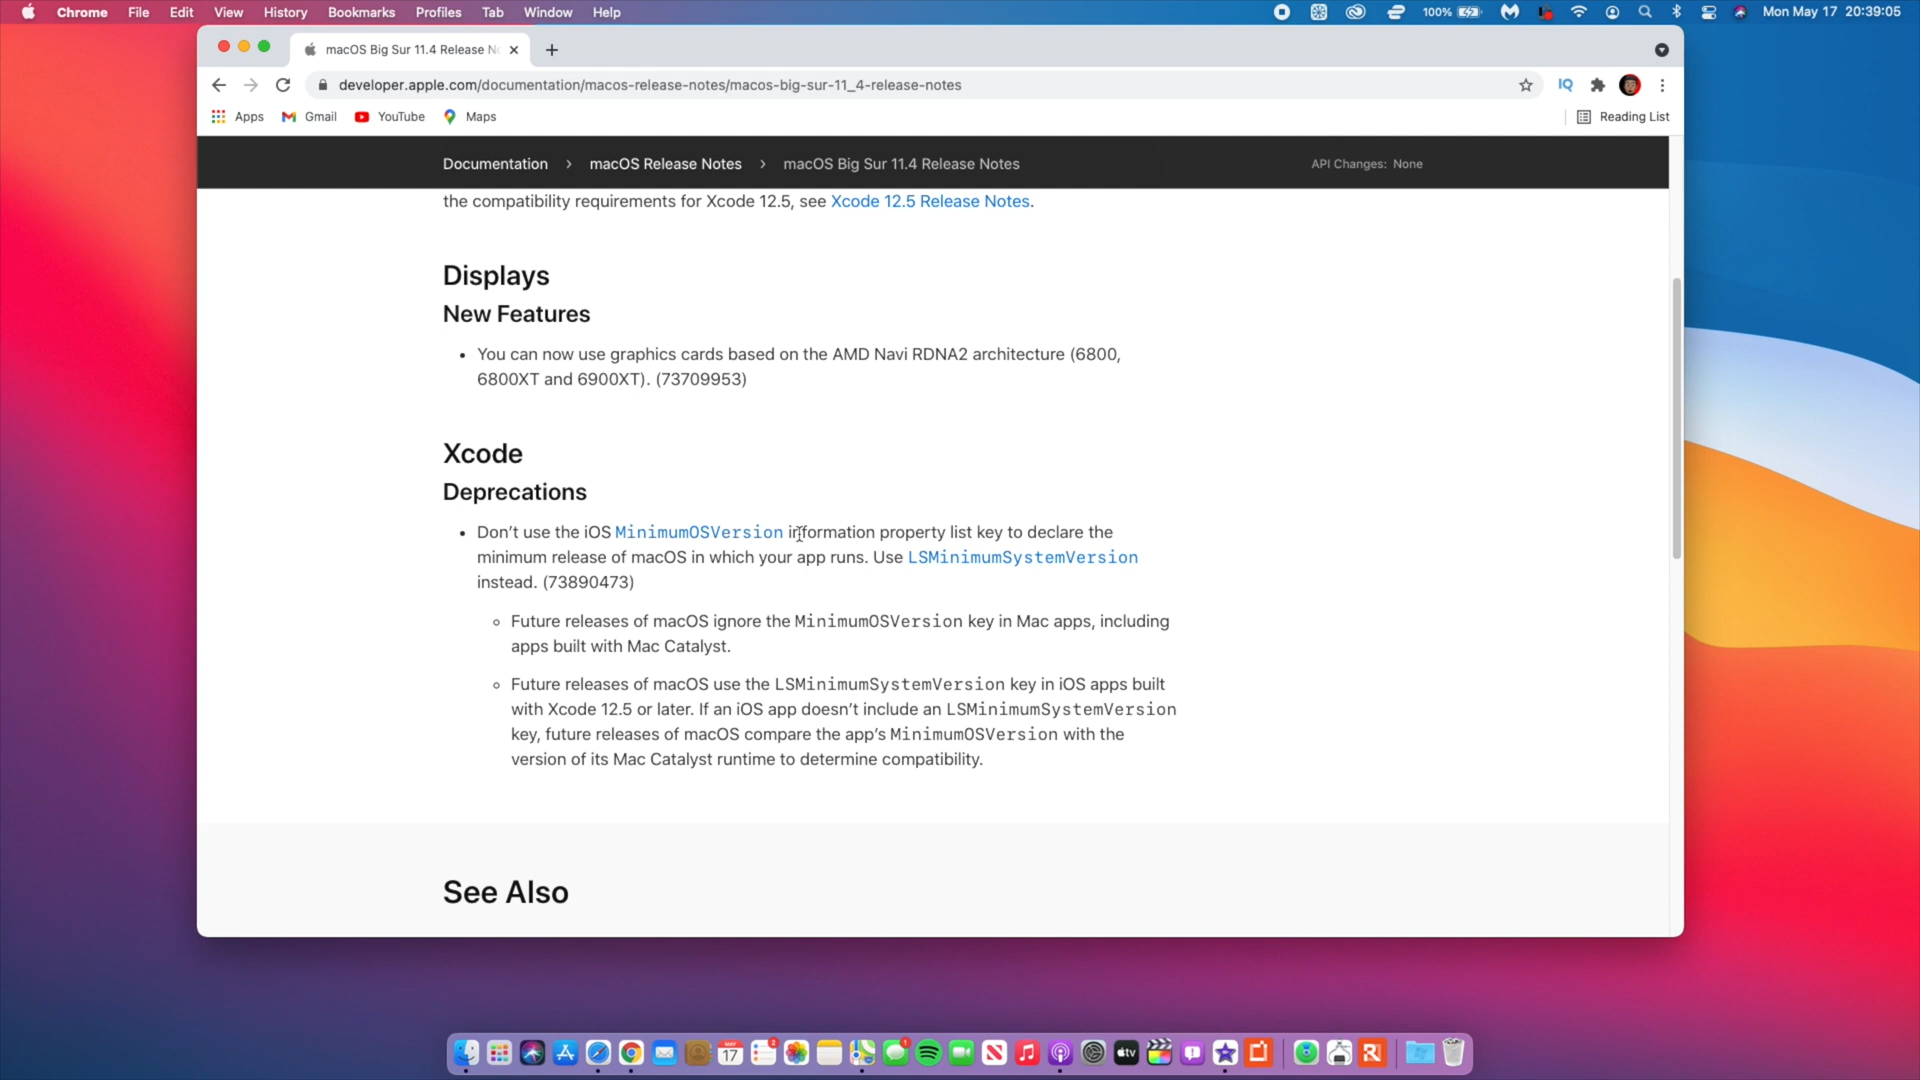 Chrome File Edit View History Bookmarks Profiles Tab Window Help 100% Mon May 17 20:39:05
macOS Big Sur 11.4 Release N
developer.apple.com/documentation/macos-release-notes/macos-big-sur-11_4-release-notes
IQ
Apps Gmail YouTube Maps Reading List
Documentation > macOS Release Notes > macOS Big Sur 11.4 Release Notes API Changes: None
the compatibility requirements for Xcode 12.5, see Xcode 12.5 Release Notes.
Displays
New Features
• You can now use graphics cards based on the AMD Navi RDNA2 architecture (6800,
6800XT and 6900XT). (73709953)
Xcode
Deprecations
• Don’t use the iOS MinimumOSVersion information property list key to declare the
minimum release of macOS in which your app runs. Use LSMinimumSystemVersion
instead. (73890473)
◦ Future releases of macOS ignore the MinimumOSVersion key in Mac apps, including
apps built with Mac Catalyst.
◦ Future releases of macOS use the LSMinimumSystemVersion key in iOS apps built
with Xcode 12.5 or later. If an iOS app doesn’t include an LSMinimumSystemVersion
key, future releases of macOS compare the app’s MinimumOSVersion with the
version of its Mac Catalyst runtime to determine compatibility.
See Also
MAY
17
2
1
tv
R